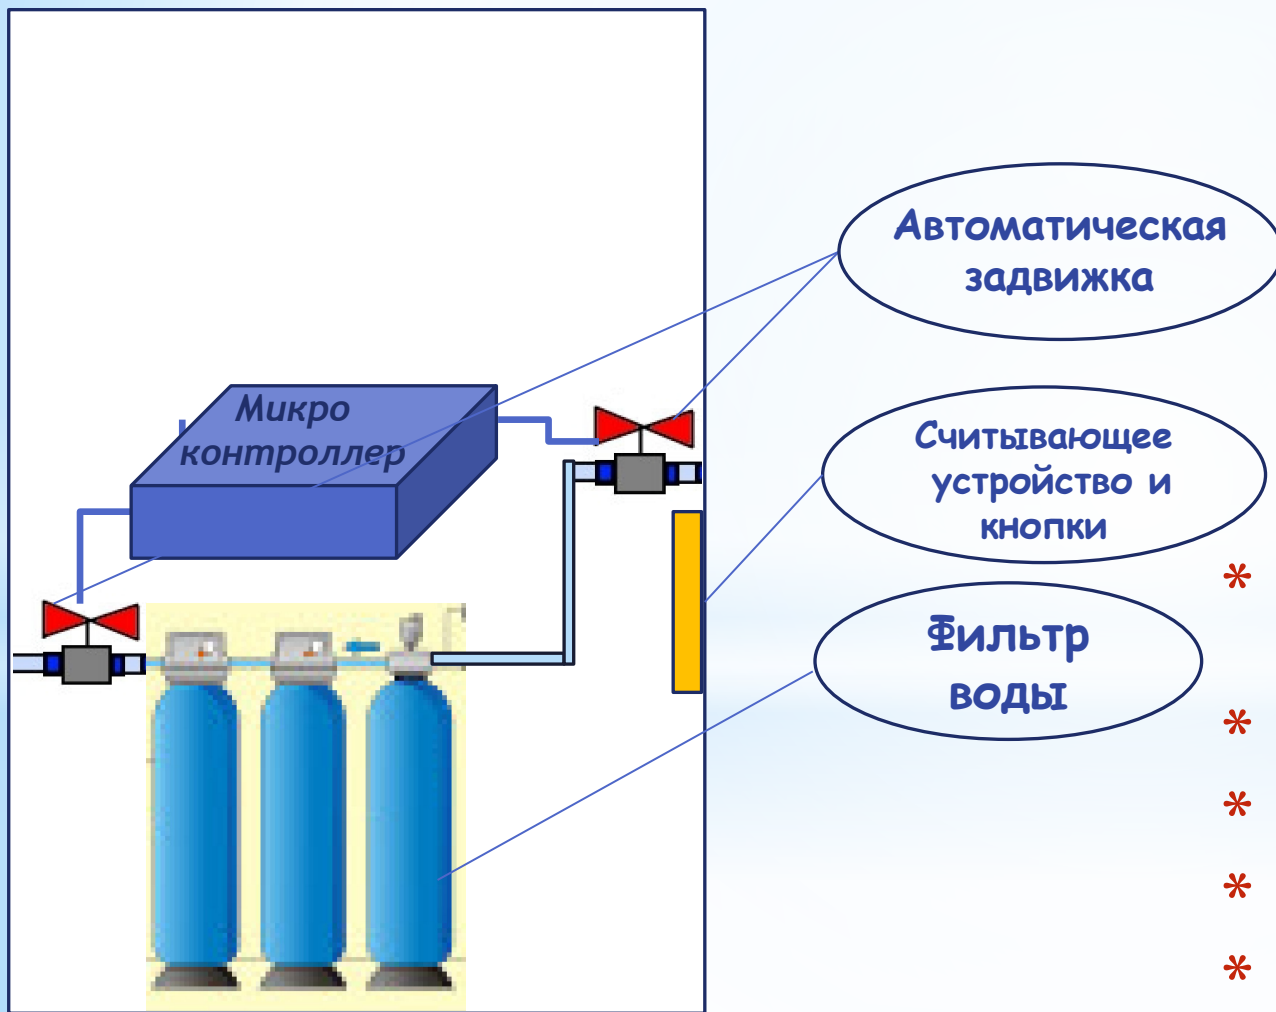 Автоматическая
задвижка
Микро
контроллер
Считывающее
устройство и
кнопки
*
Фильтр
воды
*
*
*
*